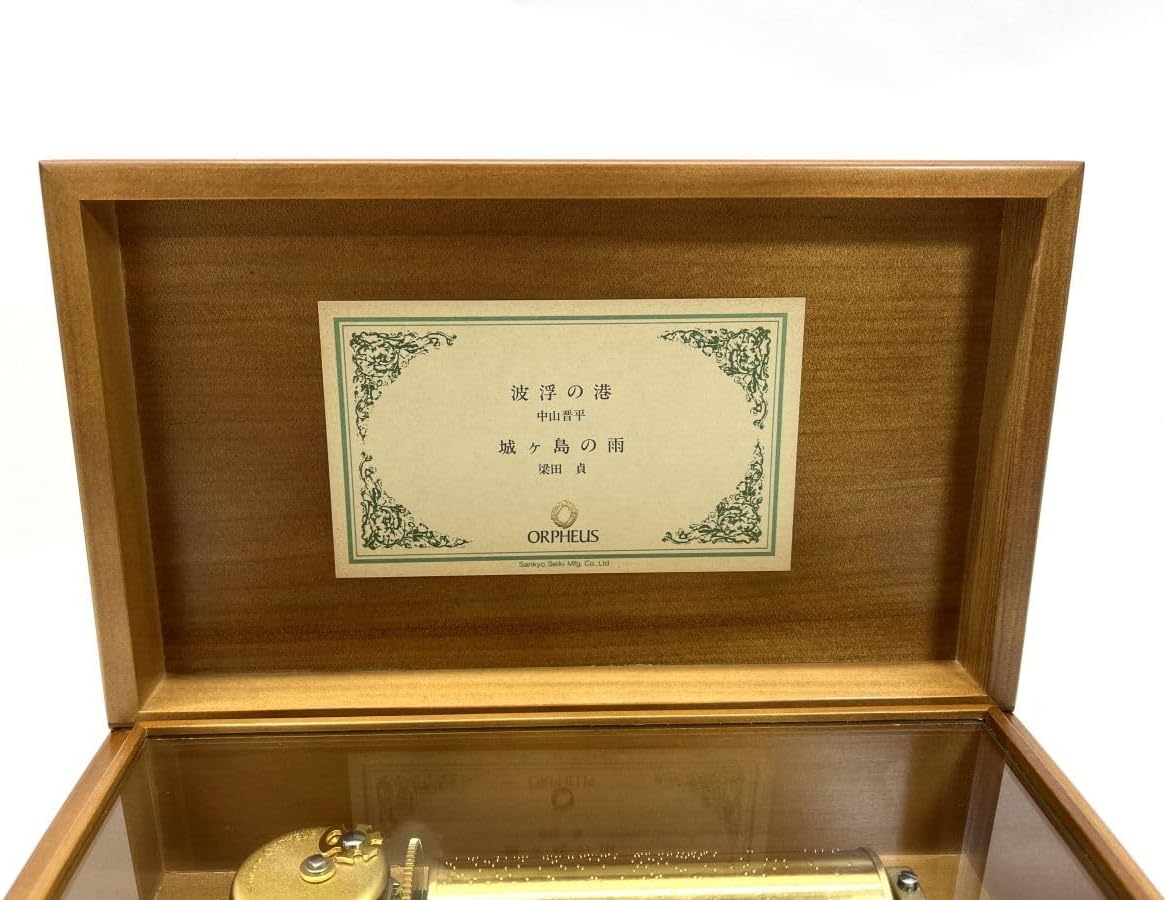 波浮の港
中山晋平
城ヶ島の雨
梁田 貞
ORPHEUS
Sankyo Seiki Mfg. Co.,Ltd